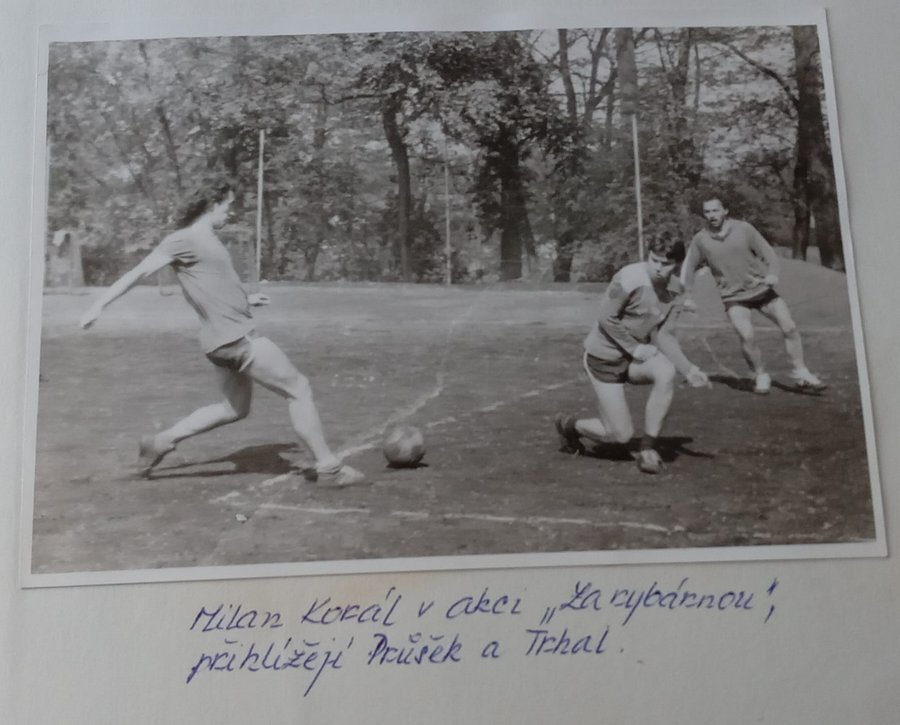 Milan Korál v akci „Za rybárnou“,
přihlížejí Průšek a Trhal.